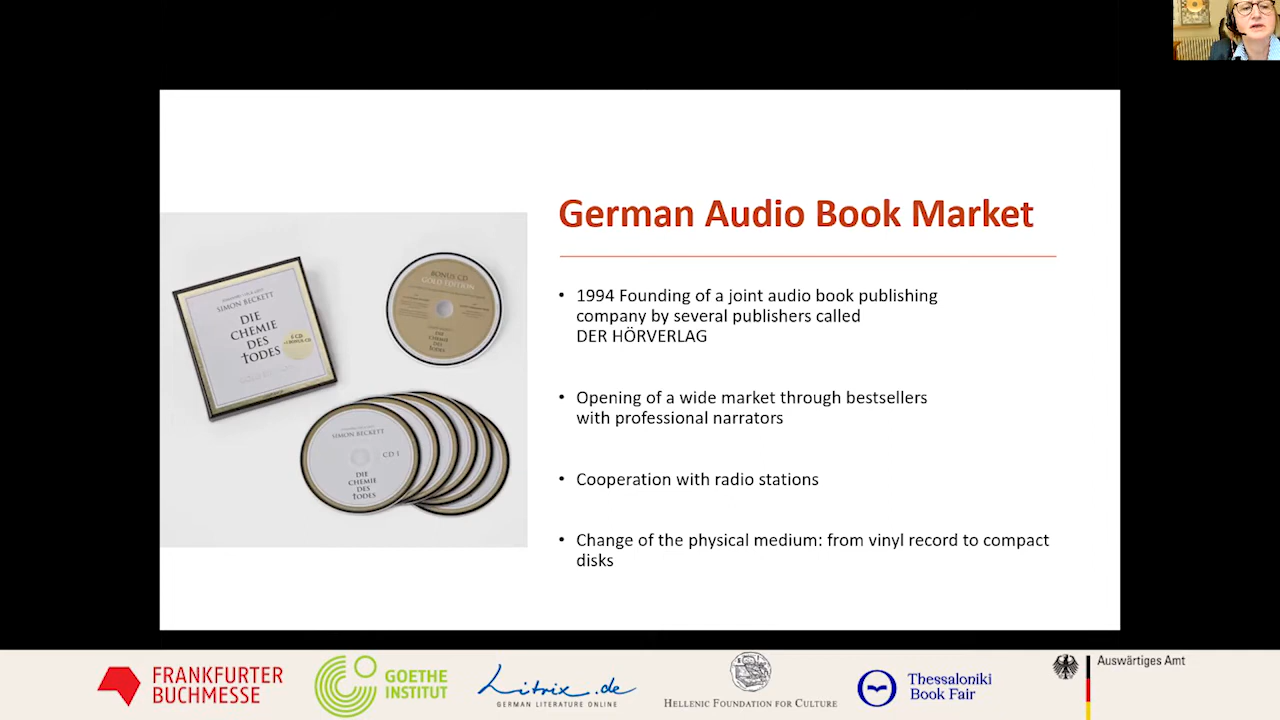 German Audio Book Market
• 1994 Founding of a joint audio book publishing
company by several publishers called
DER HÖRVERLAG
• Opening of a wide market through bestsellers
with professional narrators
• Cooperation with radio stations
• Change of the physical medium: from vinyl record to compact
disks
SIMON BECKETT
DIE
CHEMIE
DES
TODES
BONUS CD
GOLD EDITION
DIE
CHEMIE
DES
TODES
SIMON BECKETT
CD 1
DIE
CHEMIE
DES
TODES
FRANKFURTER
BUCHMESSE
GOETHE
INSTITUT
Litrix.de
GERMAN LITERATURE ONLINE
HELLENIC FOUNDATION FOR CULTURE
Thessaloniki
Book Fair
Auswärtiges Amt